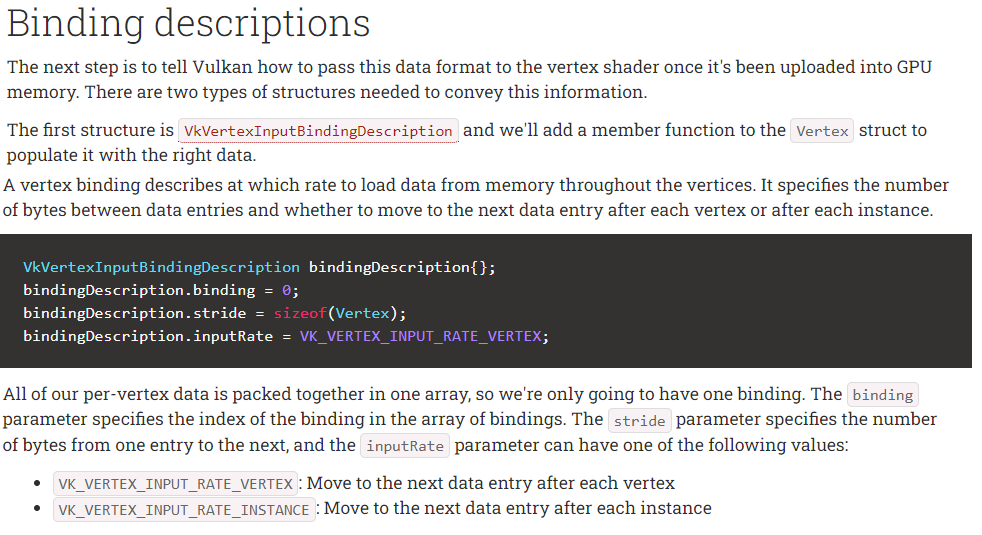 Binding descriptions
The next step is to tell Vulkan how to pass this data format to the vertex shader once it's been uploaded into GPU
memory. There are two types of structures needed to convey this information.
The first structure is VkVertexInputBindingDescription and we'll add a member function to the Vertex struct to
populate it with the right data.
A vertex binding describes at which rate to load data from memory throughout the vertices. It specifies the number
of bytes between data entries and whether to move to the next data entry after each vertex or after each instance.
VkVertexInputBindingDescription bindingDescription{};
bindingDescription.binding = 0;
bindingDescription.stride = sizeof(Vertex);
bindingDescription.inputRate = VK_VERTEX_INPUT_RATE_VERTEX;
All of our per-vertex data is packed together in one array, so we're only going to have one binding. The binding
parameter specifies the index of the binding in the array of bindings. The stride parameter specifies the number
of bytes from one entry to the next, and the inputRate parameter can have one of the following values:
• VK_VERTEX_INPUT_RATE_VERTEX: Move to the next data entry after each vertex
• VK_VERTEX_INPUT_RATE_INSTANCE: Move to the next data entry after each instance